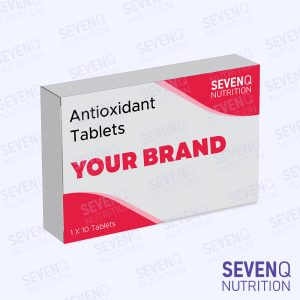 SEVENQ
NUTRITION
Antioxidant
Tablets
YOUR BRAND
1 X 10 Tablets
SEVENQ
NUTRITION